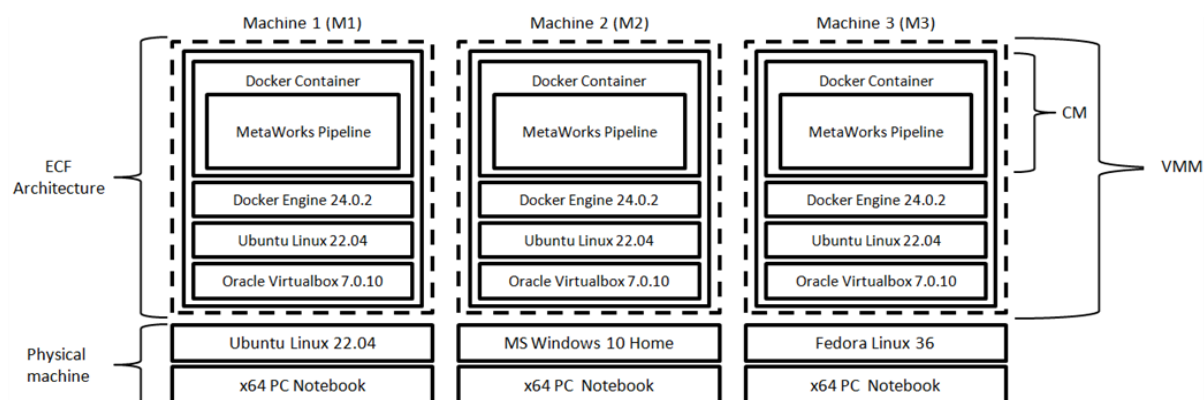 Machine 1 (M1)
Machine 2 (M2)
Machine 3 (M3)
Docker Container
Docker Container
Docker Container
MetaWorks Pipeline
MetaWorks Pipeline
MetaWorks Pipeline
CM
ECF
Architecture
VMM
Docker Engine 24.0.2
Docker Engine 24.0.2
Docker Engine 24.0.2
Ubuntu Linux 22.04
Ubuntu Linux 22.04
Ubuntu Linux 22.04
Oracle Virtualbox 7.0.10
Oracle Virtualbox 7.0.10
Oracle Virtualbox 7.0.10
Physical
machine
Ubuntu Linux 22.04
MS Windows 10 Home
Fedora Linux 36
x64 PC Notebook
x64 PC Notebook
x64 PC Notebook